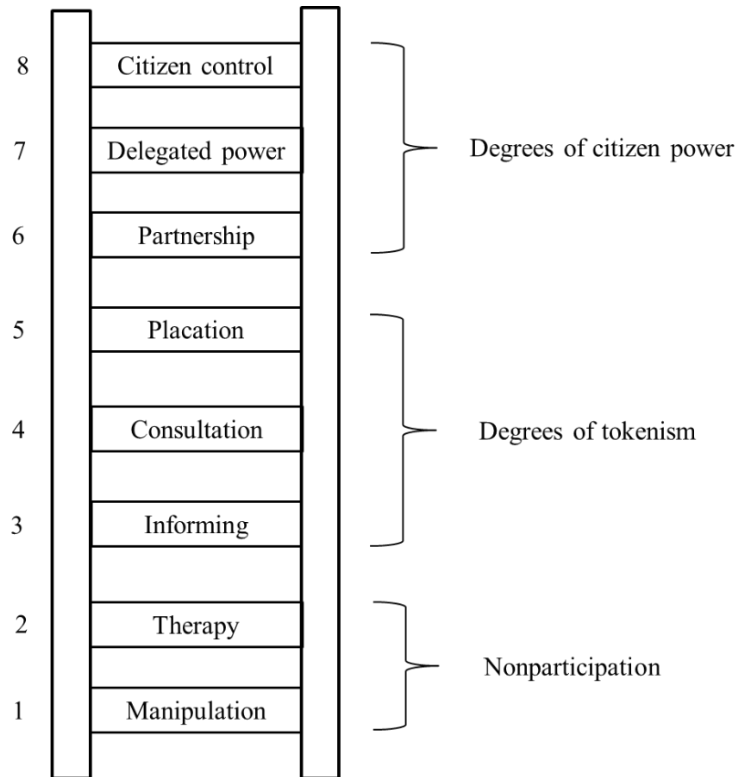 8 Citizen control
7 Delegated power
Degrees of citizen power
6 Partnership
5 Placation
4 Consultation
Degrees of tokenism
3 Informing
2 Therapy
Nonparticipation
1 Manipulation